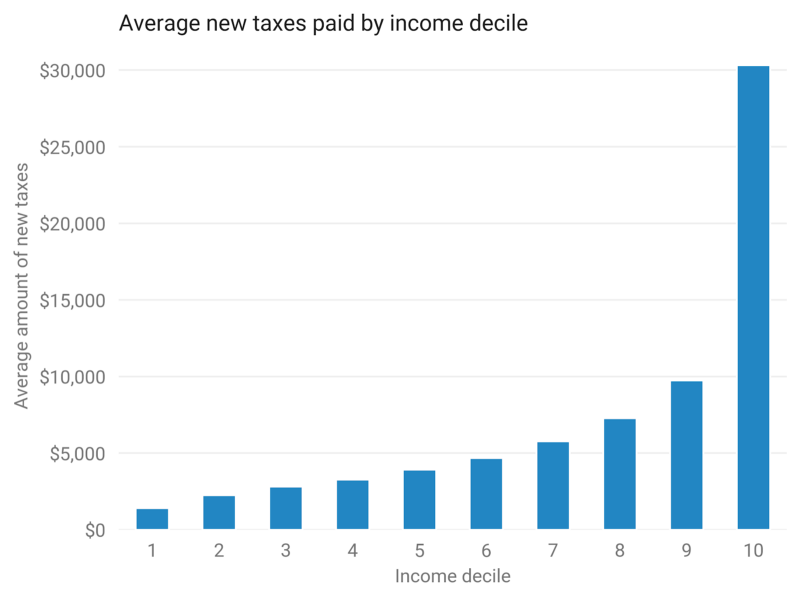 Average new taxes paid by income decile
$30,000
$25,000
$20,000
$15,000
$10,000
$5,000
$0
Average amount of new taxes
1 2 3 4 5 6 7 8 9 10
Income decile